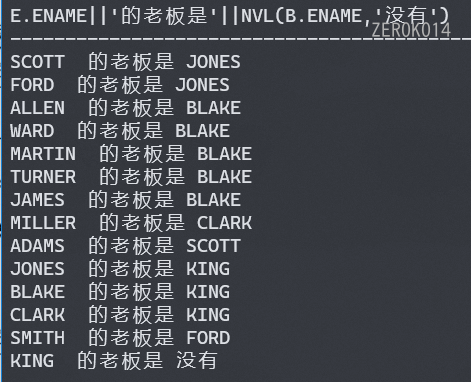 E.ENAME||'的老板是'||NVL(B.ENAME,'没有')
ZEROKO14
--------------------------------------------------
SCOTT 的老板是 JONES
FORD 的老板是 JONES
ALLEN 的老板是 BLAKE
WARD 的老板是 BLAKE
MARTIN 的老板是 BLAKE
TURNER 的老板是 BLAKE
JAMES 的老板是 BLAKE
MILLER 的老板是 CLARK
ADAMS 的老板是 SCOTT
JONES 的老板是 KING
BLAKE 的老板是 KING
CLARK 的老板是 KING
SMITH 的老板是 FORD
KING 的老板是 没有